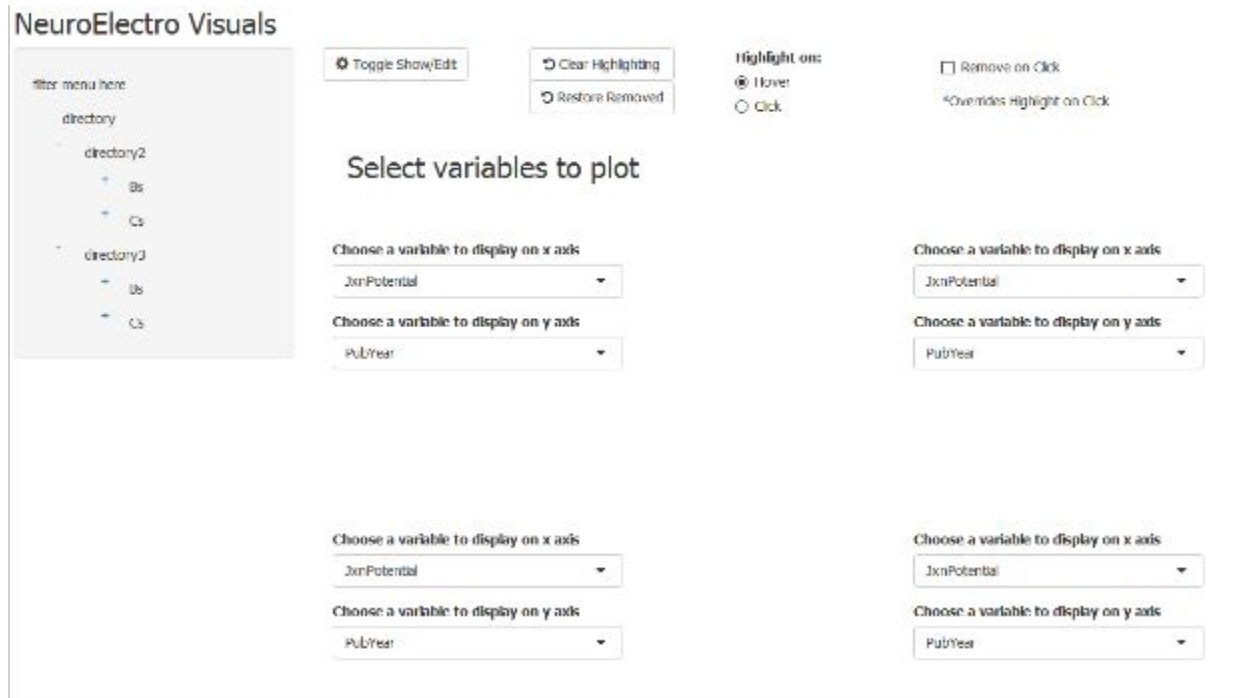 NeuroElectro Visuals
filter menu here
directory
directory2
Bs
Cs
directory3
Bs
Cs
Toggle Show/Edit
Clear Highlighting
Restore Removed
Highlight on:
Hover
Click
Remove on Click
*Overrides Highlight on Click
Select variables to plot
Choose a variable to display on x axis
JxnPotential
Choose a variable to display on y axis
PubYear
Choose a variable to display on x axis
JxnPotential
Choose a variable to display on y axis
PubYear
Choose a variable to display on x axis
JxnPotential
Choose a variable to display on y axis
PubYear
Choose a variable to display on x axis
JxnPotential
Choose a variable to display on y axis
PubYear